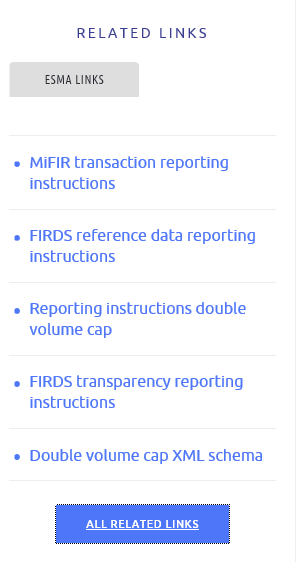 RELATED LINKS
ESMA LINKS
MiFIR transaction reporting
instructions
FIRDS reference data reporting
instructions
Reporting instructions double
volume cap
FIRDS transparency reporting
instructions
Double volume cap XML schema
ALL RELATED LINKS